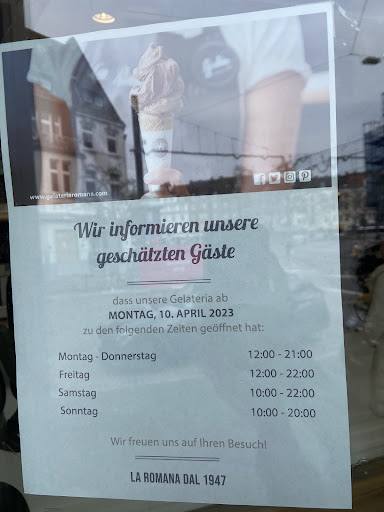 www.gelateriaromana.com
Wir informieren unsere
geschätzten Gäste
dass unsere Gelateria ab
MONTAG, 10. APRIL 2023
zu den folgenden Zeiten geöffnet hat:
Montag - Donnerstag 12:00 - 21:00
Freitag 12:00 - 22:00
Samstag 10:00 - 22:00
Sonntag 10:00 - 20:00
Wir freuen uns auf Ihren Besuch!
LA ROMANA DAL 1947